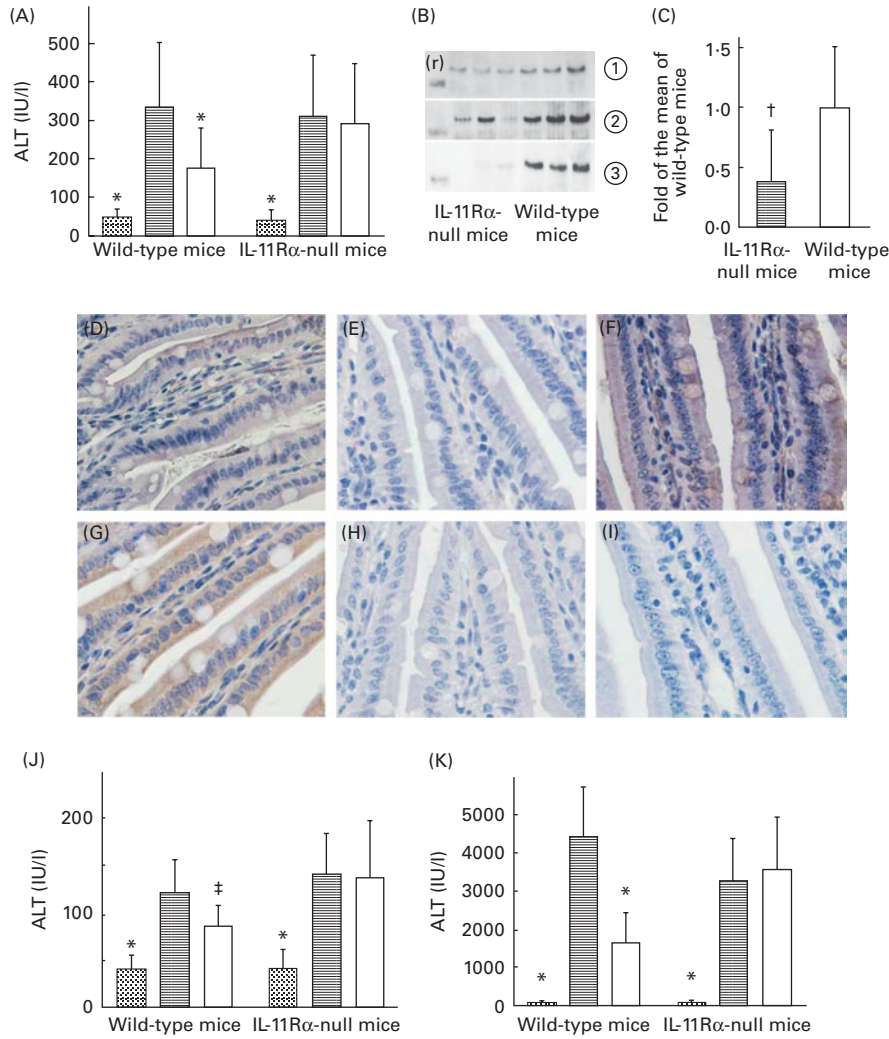 (A)
ALT (IU/l)
500
400
300
200
100
0
*
*
*
Wild-type mice
IL-11Rα-null mice
(B)
(r)
①
②
③
IL-11Rα-
null mice
Wild-type
mice
(C)
Fold of the mean of
wild-type mice
1·5
1·0
0·5
0·0
†
IL-11Rα-
null mice
Wild-type
mice
(D)
(E)
(F)
(G)
(H)
(I)
(J)
ALT (IU/l)
200
100
0
*
‡
*
Wild-type mice
IL-11Rα-null mice
(K)
ALT (IU/l)
5000
4000
3000
2000
1000
0
*
*
*
Wild-type mice
IL-11Rα-null mice